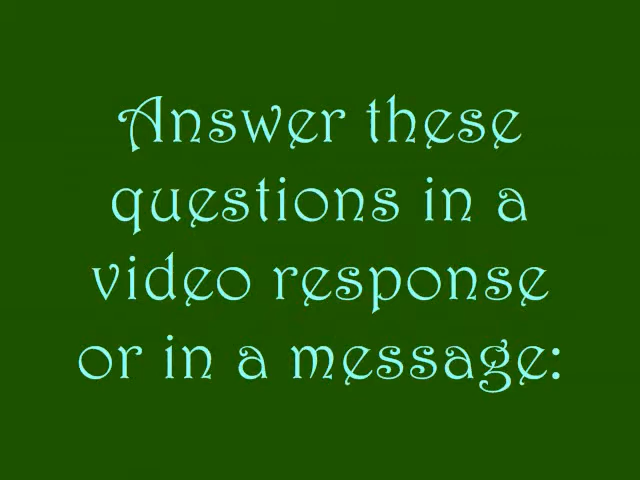 Answer these
questions in a
video response
or in a message: